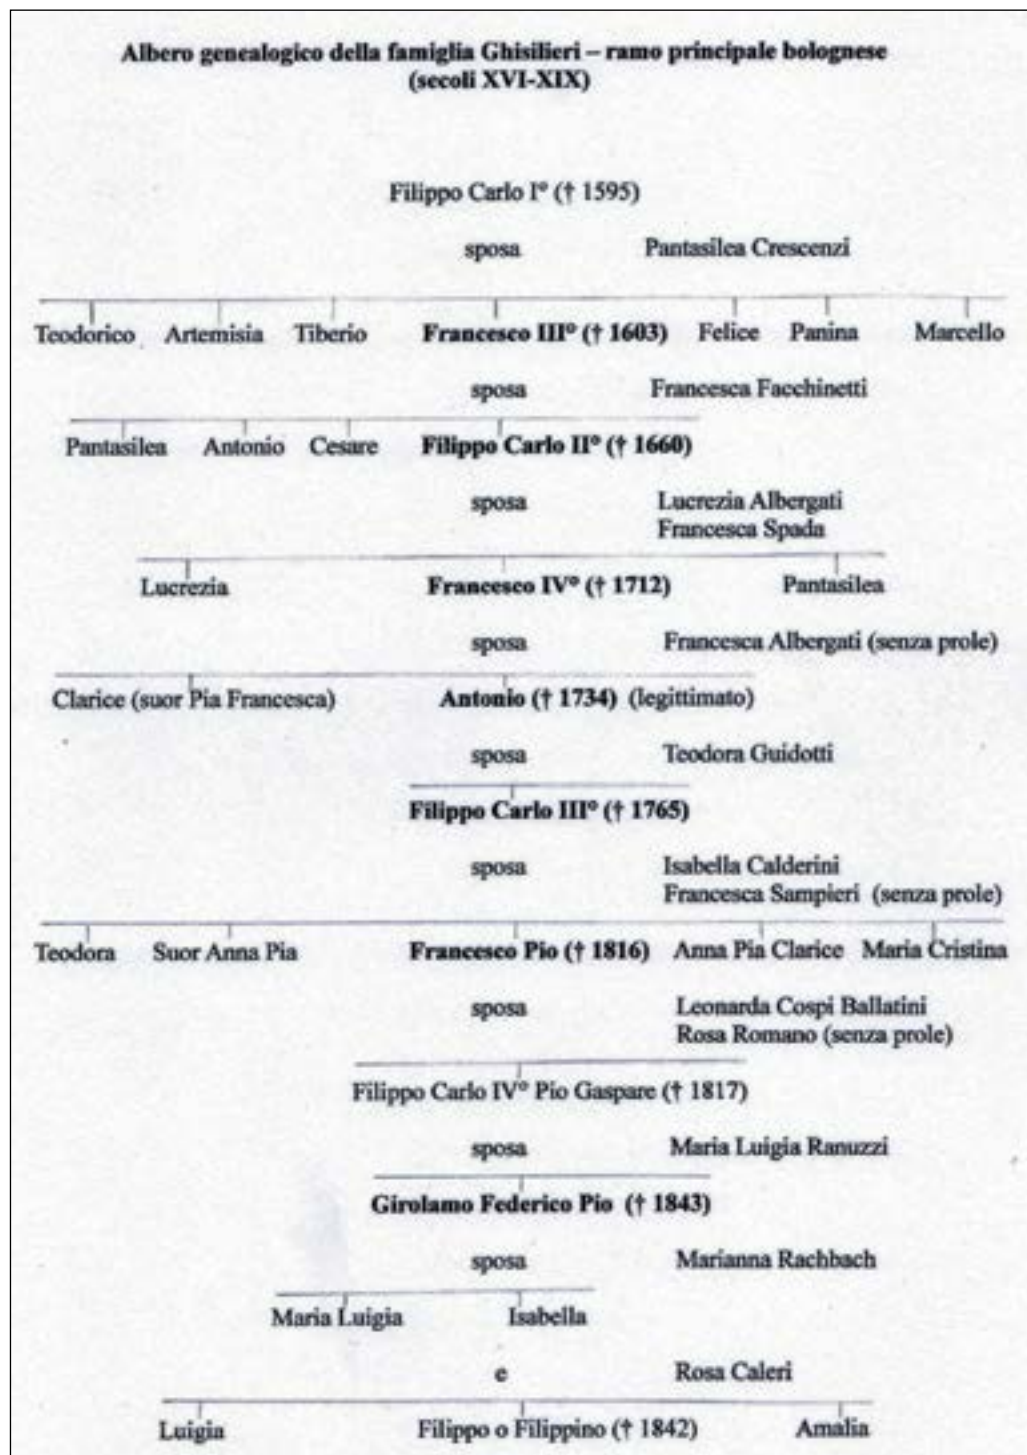 Albero genealogico della famiglia Ghisilieri – ramo principale bolognese
(secoli XVI-XIX)
Filippo Carlo Iº († 1595)
sposa Pantasilea Crescenzi
Teodorico Artemisia Tiberio Francesco IIIº († 1603) Felice Panina Marcello
sposa Francesca Facchinetti
Pantasilea Antonio Cesare Filippo Carlo IIº († 1660)
sposa Lucrezia Albergati
Francesca Spada
Lucrezia Francesco IVº († 1712) Pantasilea
sposa Francesca Albergati (senza prole)
Clarice (suor Pia Francesca) Antonio († 1734) (legittimato)
sposa Teodora Guidotti
Filippo Carlo IIIº († 1765)
sposa Isabella Calderini
Francesca Sampieri (senza prole)
Teodora Suor Anna Pia Francesco Pio († 1816) Anna Pia Clarice Maria Cristina
sposa Leonarda Cospi Ballatini
Rosa Romano (senza prole)
Filippo Carlo IVº Pio Gaspare († 1817)
sposa Maria Luigia Ranuzzi
Girolamo Federico Pio († 1843)
sposa Marianna Rachbach
Maria Luigia Isabella
e Rosa Caleri
Luigia Filippo o Filippino († 1842) Amalia